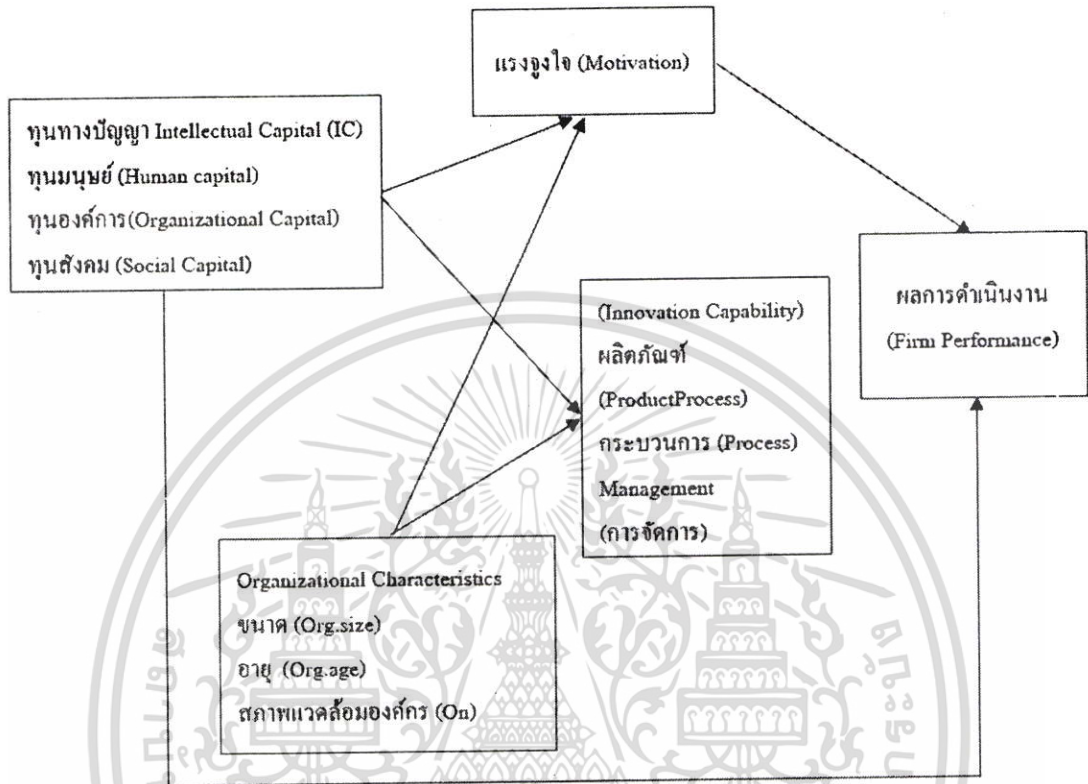 แรงจูงใจ (Motivation)
ทุนทางปัญญา Intellectual Capital (IC)
ทุนมนุษย์ (Human capital)
ทุนองค์การ(Organizational Capital)
ทุนสังคม (Social Capital)
ผลการดำเนินงาน
(Firm Performance)
(Innovation Capability)
ผลิตภัณฑ์
(ProductProcess)
กระบวนการ (Process)
Management
(การจัดการ)
Organizational Characteristics
ขนาด (Org.size)
อายุ (Org.age)
สภาพแวดล้อมองค์กร (On)